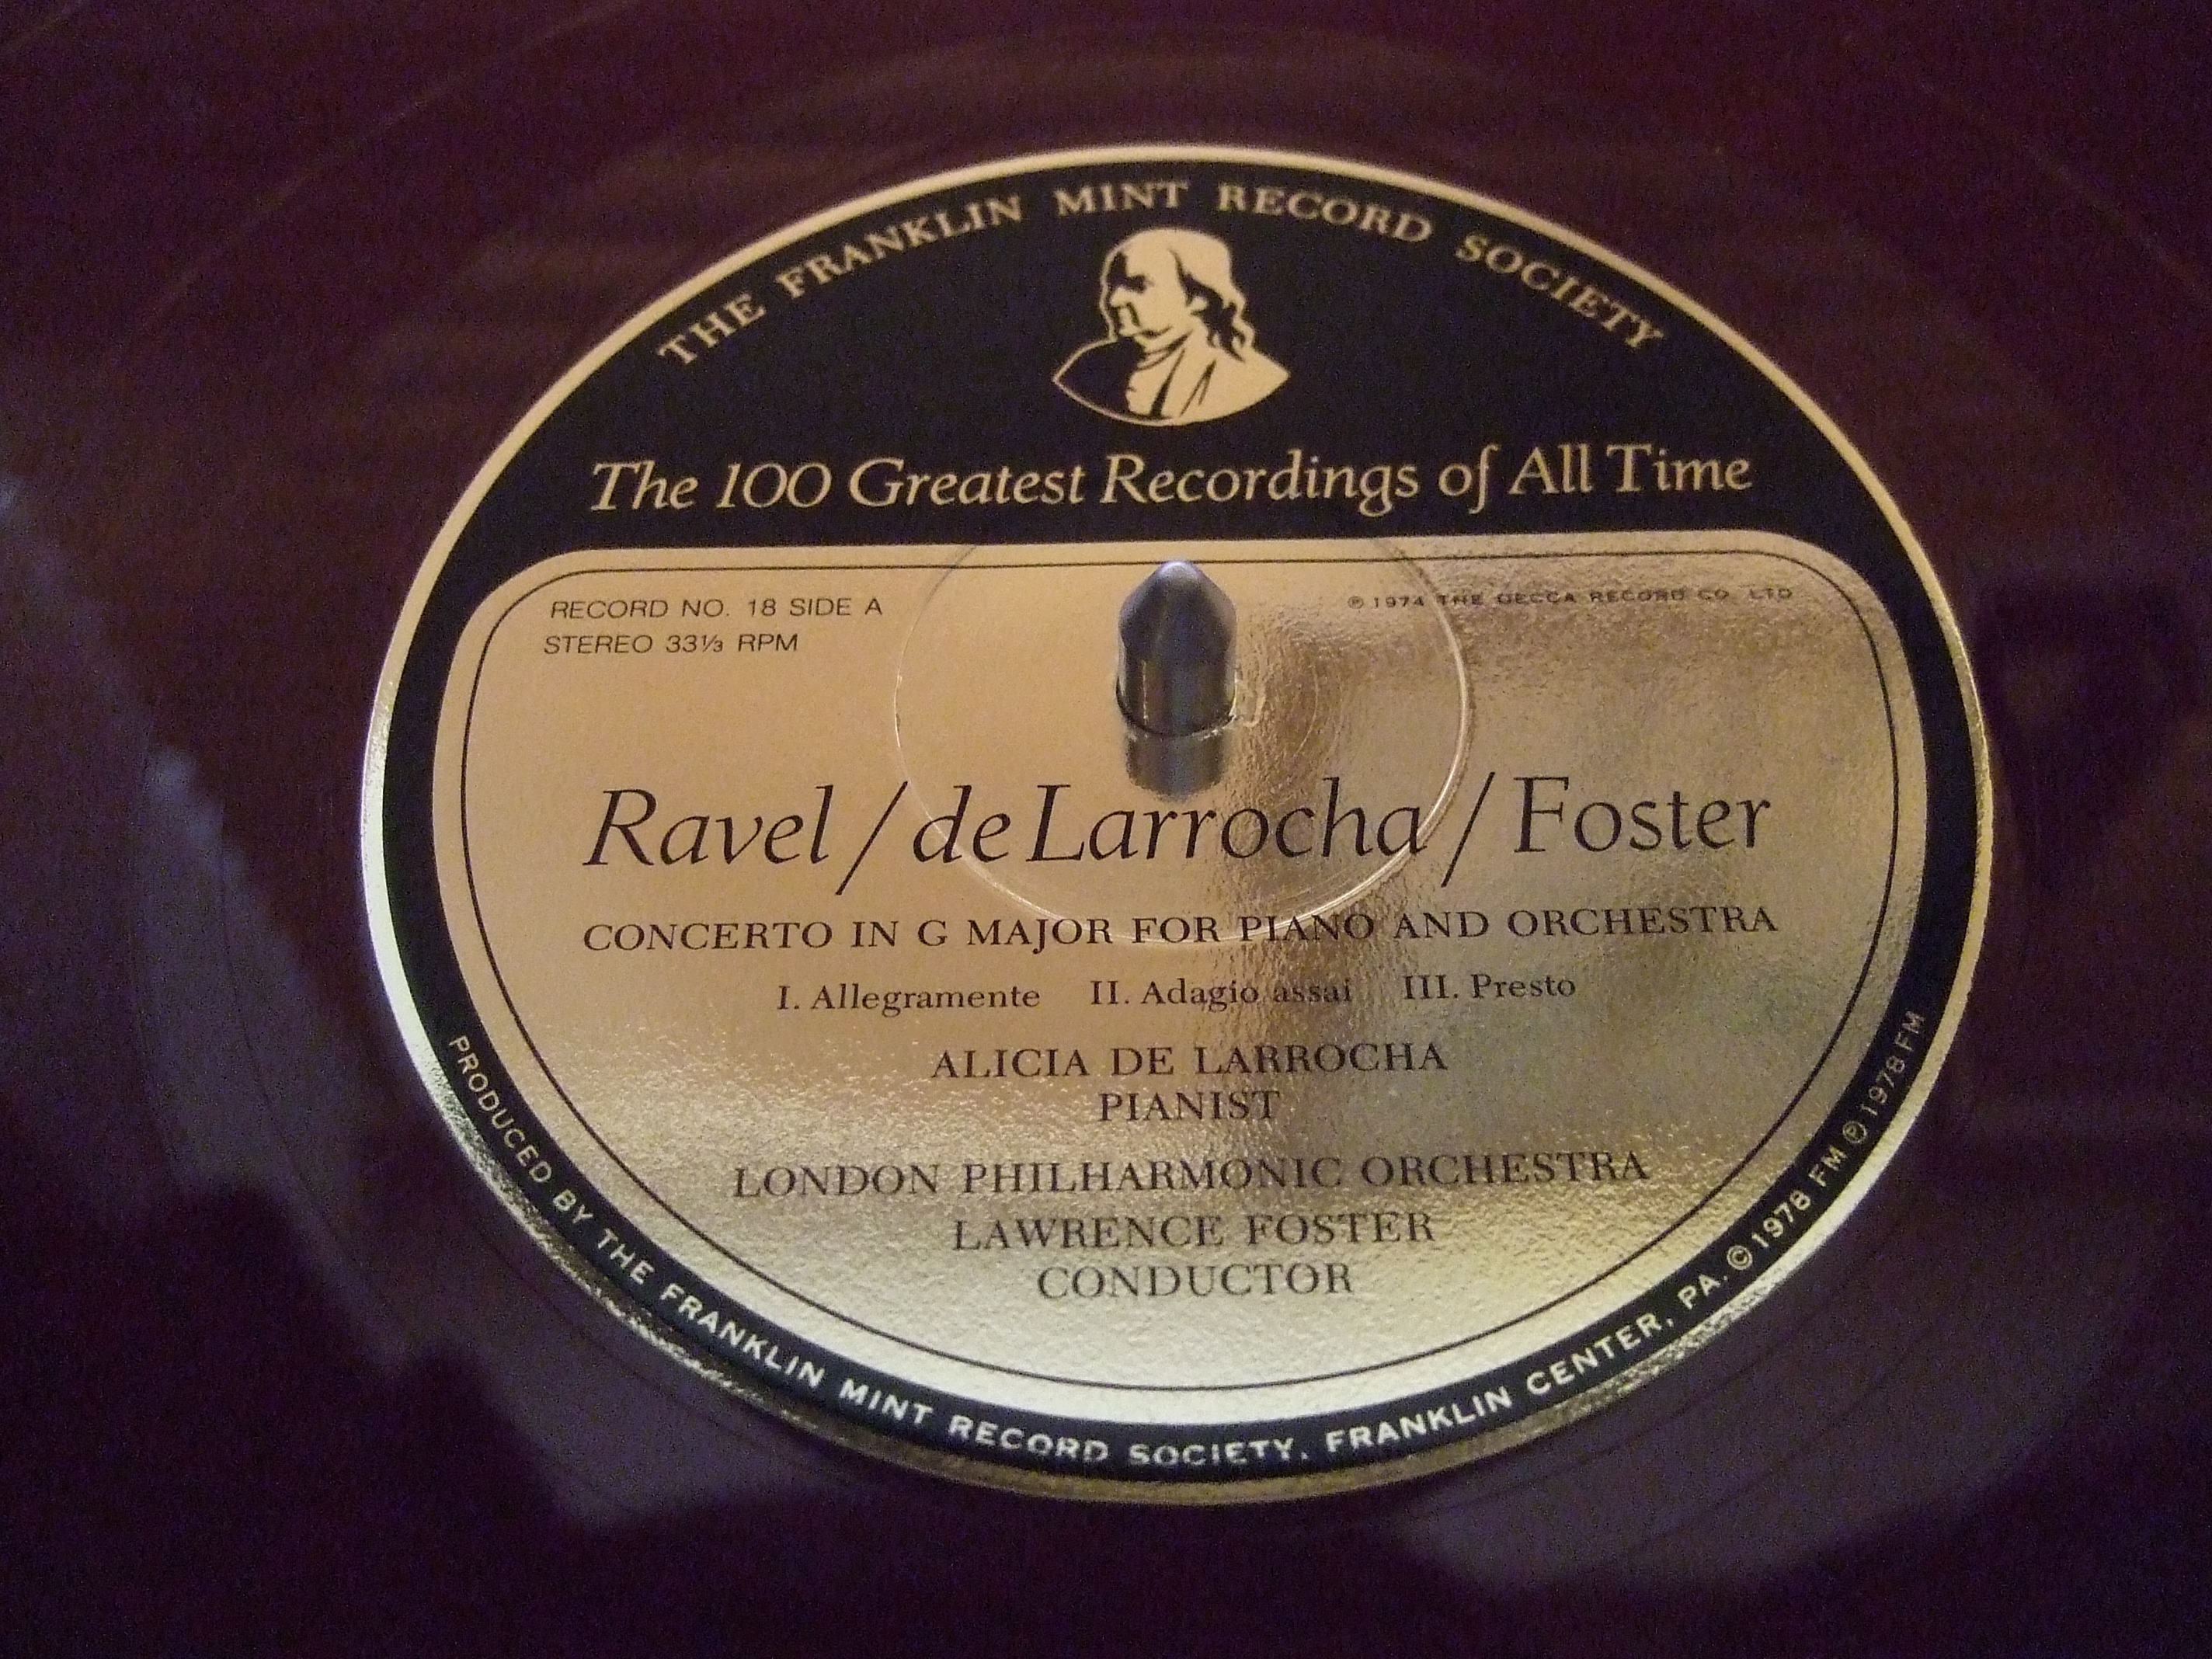 THE FRANKLIN MINT RECORD SOCIETY
The 100 Greatest Recordings of All Time
RECORD NO. 18 SIDE A
STEREO 33⅓ RPM
℗ 1974 THE DECCA RECORD CO. LTD
Ravel / de Larrocha / Foster
CONCERTO IN G MAJOR FOR PIANO AND ORCHESTRA
I. Allegramente II. Adagio assai III. Presto
ALICIA DE LARROCHA
PIANIST
LONDON PHILHARMONIC ORCHESTRA
LAWRENCE FOSTER
CONDUCTOR
PRODUCED BY THE FRANKLIN MINT RECORD SOCIETY, FRANKLIN CENTER, PA. © 1978 FM ℗ 1978 FM